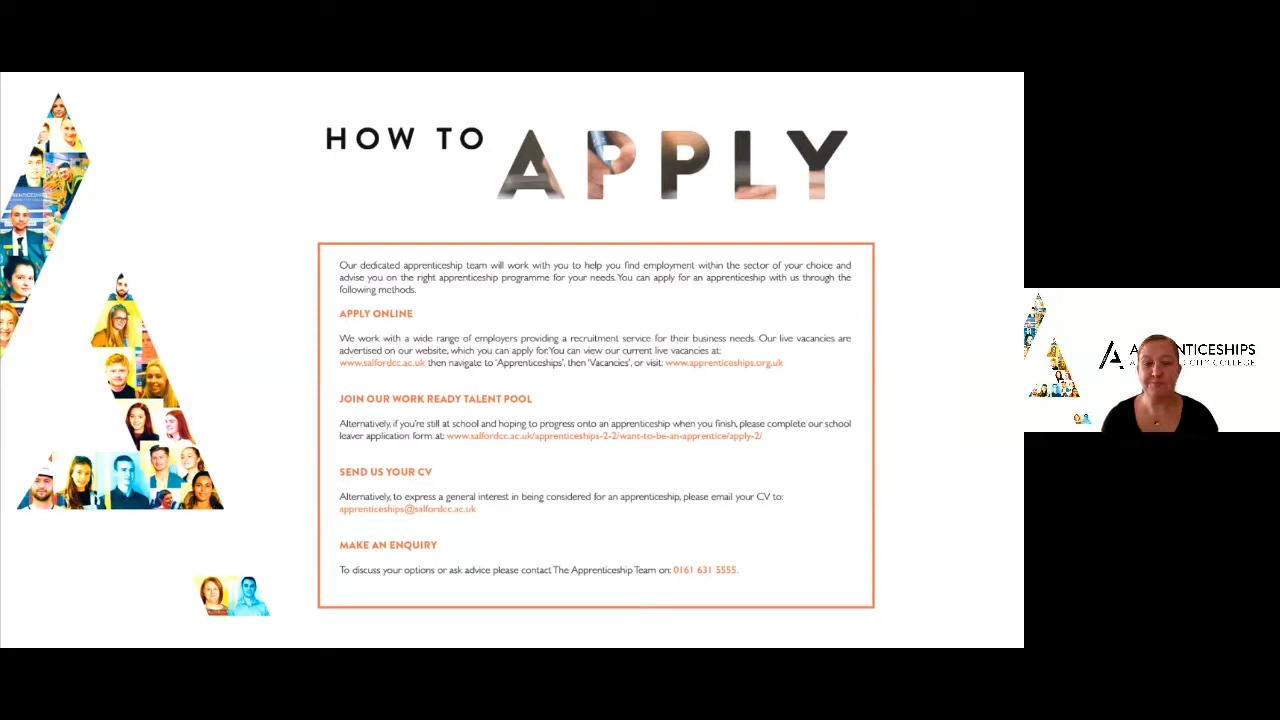 HOW TO APPLY
Our dedicated apprenticeship team will work with you to help you find employment within the sector of your choice and
advise you on the right apprenticeship programme for your needs. You can apply for an apprenticeship with us through the
following methods.
APPLY ONLINE
We work with a wide range of employers providing a recruitment service for their business needs. Our live vacancies are
advertised on our website, which you can apply for. You can view our current live vacancies at:
www.salfordcc.ac.uk then navigate to 'Apprenticeships', then 'Vacancies', or visit: www.apprenticeships.org.uk
JOIN OUR WORK READY TALENT POOL
Alternatively, if you're still at school and hoping to progress onto an apprenticeship when you finish, please complete our school
leaver application form at: www.salfordcc.ac.uk/apprenticeships-2-2/want-to-be-an-apprentice/apply-2/
SEND US YOUR CV
Alternatively, to express a general interest in being considered for an apprenticeship, please email your CV to:
apprenticeships@salfordcc.ac.uk
MAKE AN ENQUIRY
To discuss your options or ask advice please contact The Apprenticeship Team on: 0161 631 5555.
CITY COLLEGE